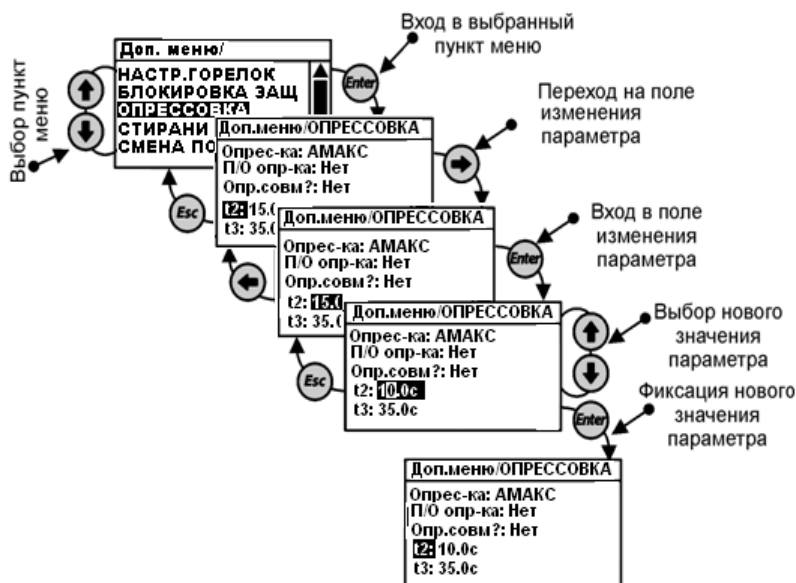 Вход в выбранный
пункт меню
Доп. меню/
НАСТР.ГОРЕЛОК
БЛОКИРОВКА ЗАЩ
ОПРЕССОВКА
СТИРАНИ
СМЕНА ПО
Enter
Выбор пункт
меню
Переход на поле
изменения
параметра
Доп.меню/ОПРЕССОВКА
Опрес-ка: АМАКС
П/О опр-ка: Нет
Опр.совм?: Нет
t2: 15.0
t3: 35.0
Esc
Вход в поле
изменения
параметра
Доп.меню/ОПРЕССОВКА
Опрес-ка: АМАКС
П/О опр-ка: Нет
Опр.совм?: Нет
t2: 15.0
t3: 35.0
Enter
Выбор нового
значения
параметра
Доп.меню/ОПРЕССОВКА
Опрес-ка: АМАКС
П/О опр-ка: Нет
Опр.совм?: Нет
t2: 10.0с
t3: 35.0с
Esc
Enter
Фиксация нового
значения
параметра
Доп.меню/ОПРЕССОВКА
Опрес-ка: АМАКС
П/О опр-ка: Нет
Опр.совм?: Нет
t2: 10.0с
t3: 35.0с